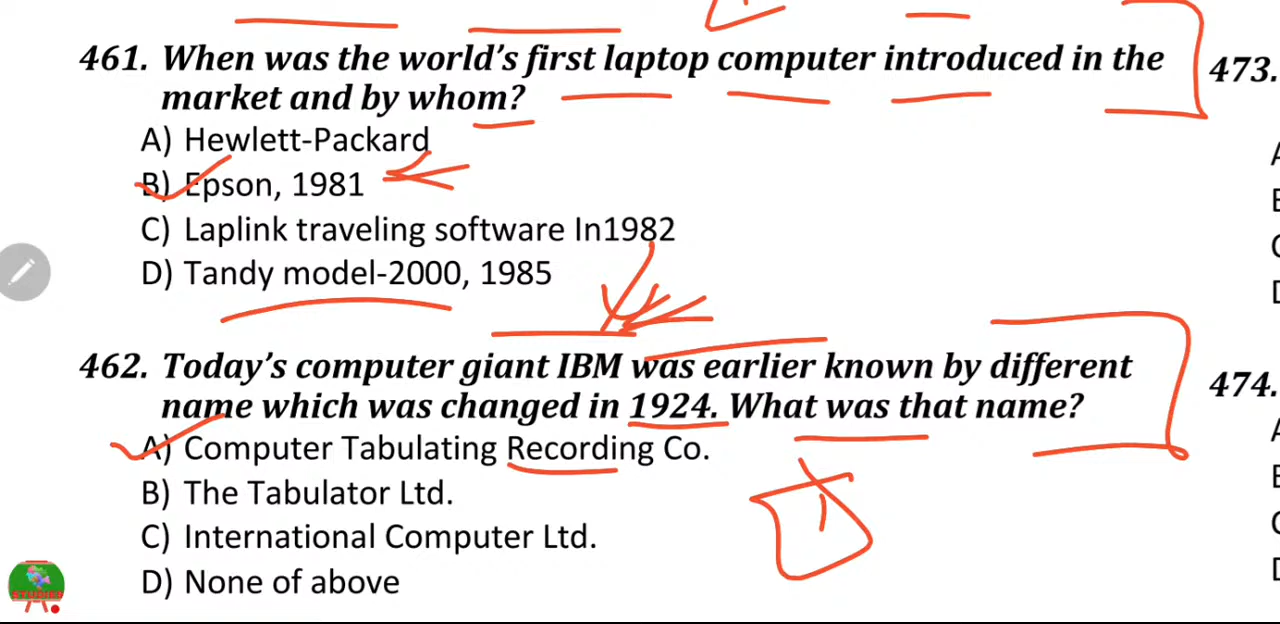 461. When was the world's first laptop computer introduced in the
market and by whom?
A) Hewlett-Packard
B) Epson, 1981
C) Laplink traveling software In1982
D) Tandy model-2000, 1985
462. Today's computer giant IBM was earlier known by different
name which was changed in 1924. What was that name?
A) Computer Tabulating Recording Co.
B) The Tabulator Ltd.
C) International Computer Ltd.
D) None of above
473.
474.